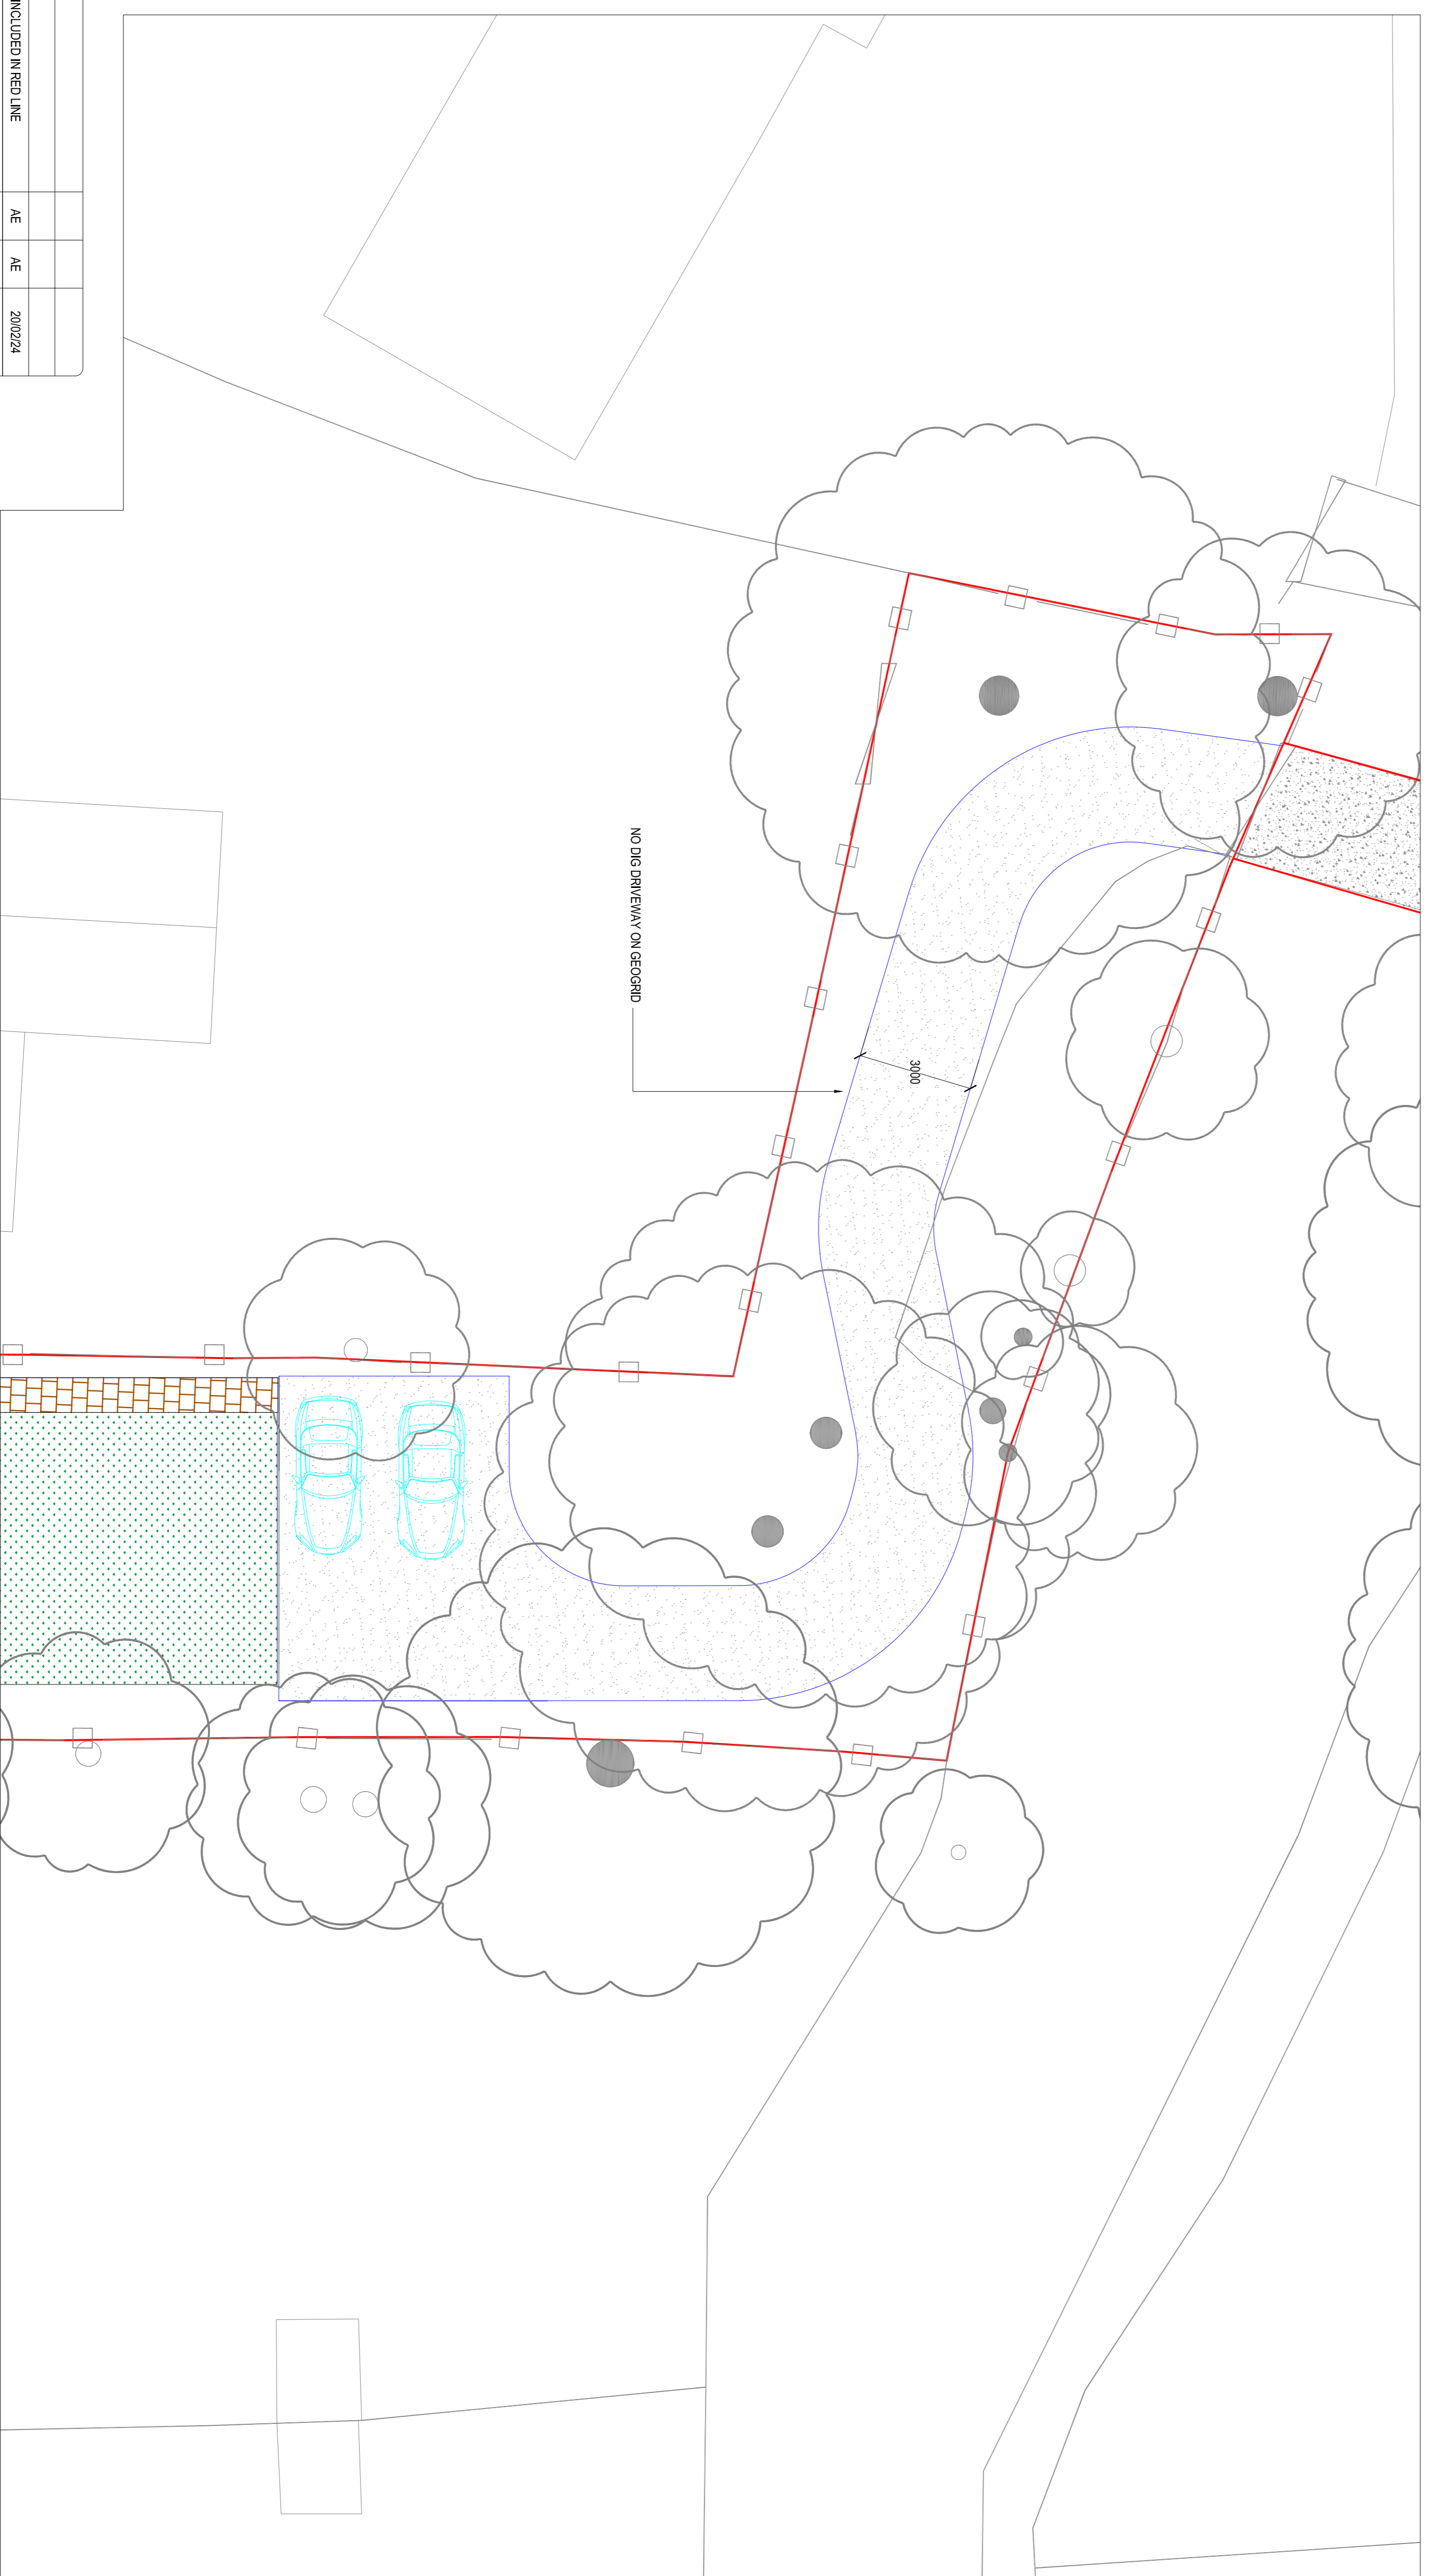 INCLUDED IN RED LINE
AE
AE
20/02/24
NO DIG DRIVEWAY ON GEOGRID
3000